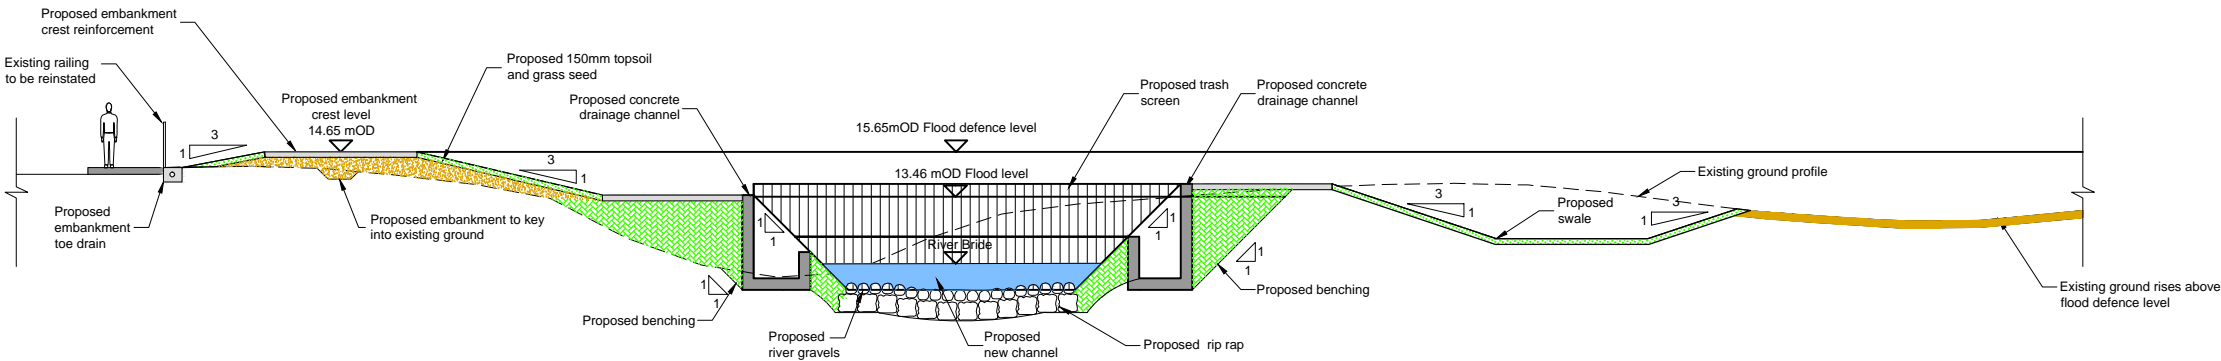 Proposed embankment
crest reinforcement
Existing railing
to be reinstated
Proposed 150mm topsoil
and grass seed
Proposed embankment
crest level
14.65 mOD
Proposed concrete
drainage channel
Proposed trash
screen
Proposed concrete
drainage channel
15.65mOD Flood defence level
13.46 mOD Flood level
River Bride
3
1
3
1
1
1
1
1
3
1
3
1
Existing ground profile
Proposed
swale
Proposed
embankment
toe drain
Proposed embankment to key
into existing ground
1
1
1
1
Proposed benching
Proposed benching
Existing ground rises above
flood defence level
Proposed
river gravels
Proposed
new channel
Proposed rip rap